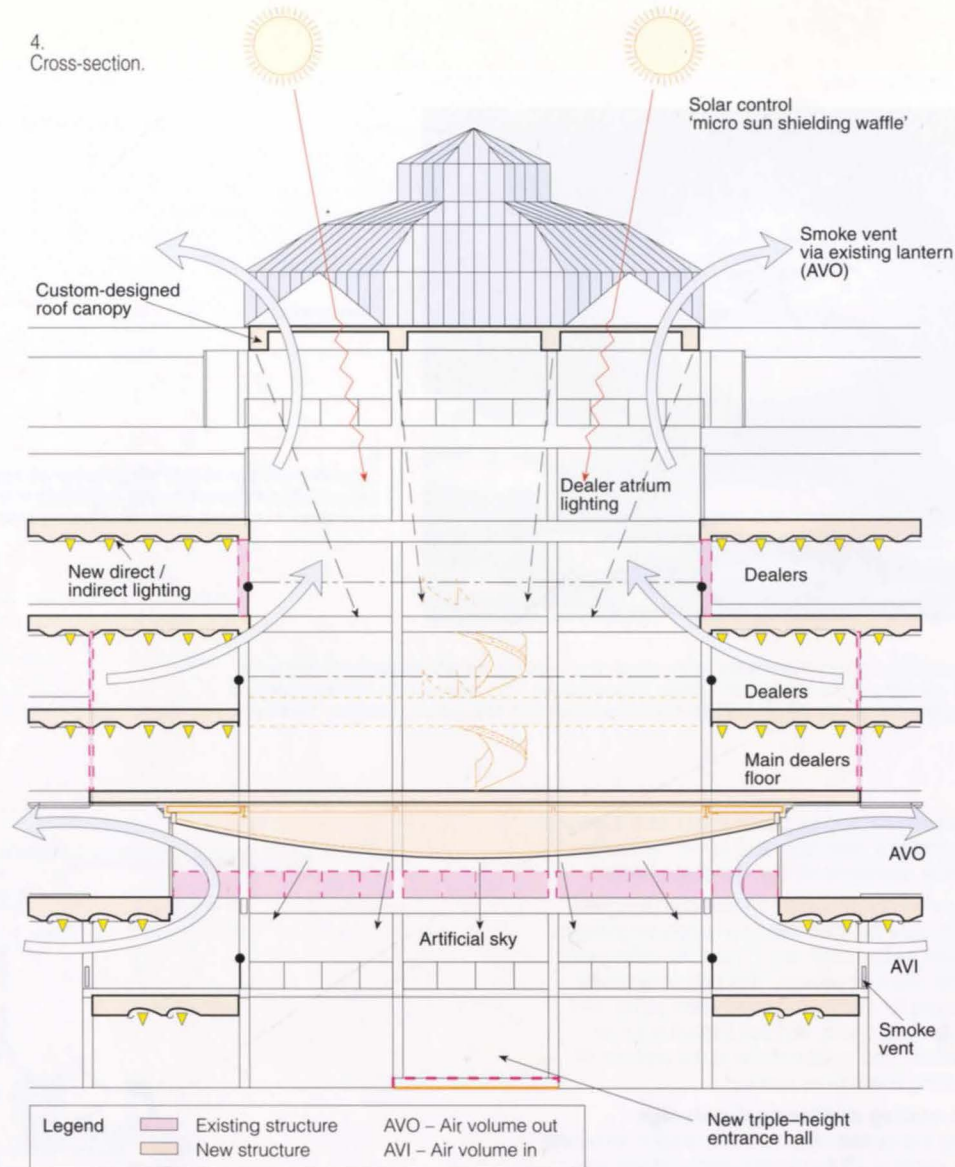 4.
Cross-section.
Solar control
'micro sun shielding waffle'
Smoke vent
via existing lantern
(AVO)
Custom-designed
roof canopy
Dealer atrium
lighting
New direct /
indirect lighting
Dealers
Dealers
Main dealers
floor
AVO
Artificial sky
AVI
Smoke
vent
New triple–height
entrance hall
Legend
Existing structure
AVO – Air volume out
New structure
AVI – Air volume in